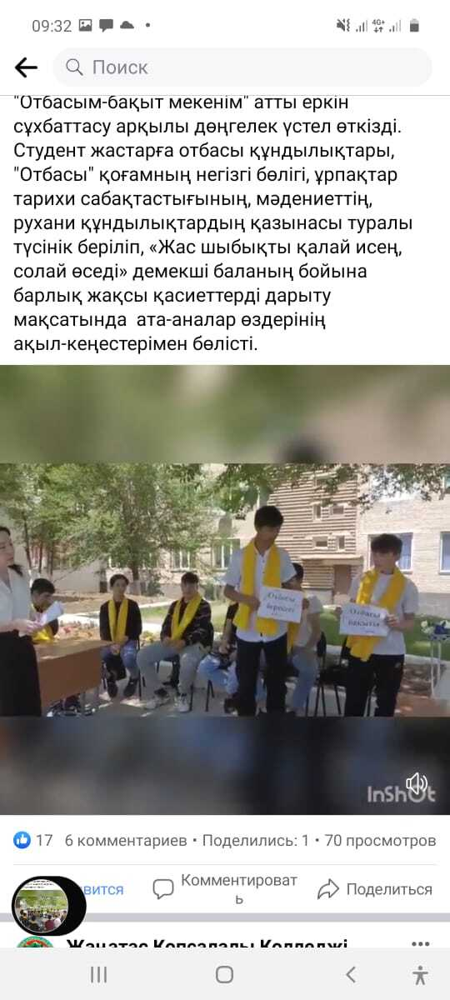 09:32
4G+
Поиск
"Отбасым-бақыт мекенім" атты еркін
сұхбаттасу арқылы дөңгелек үстел өткізді.
Студент жастарға отбасы құндылықтары,
"Отбасы" қоғамның негізгі бөлігі, ұрпақтар
тарихи сабақтастығының, мәдениеттің,
рухани құндылықтардың қазынасы туралы
түсінік беріліп, «Жас шыбықты қалай исең,
солай өседі» демекші баланың бойына
барлық жақсы қасиеттерді дарыту
мақсатында ата-аналар өздерінің
ақыл-кеңестерімен бөлісті.
Отбасы
берекесі
Отбасы
бақыты
InShOt
17 6 комментариев • Поделились: 1 • 70 просмотров
вится
Комментироват
ь
Поделиться
Жаңатас Көпсалалы Колледжі